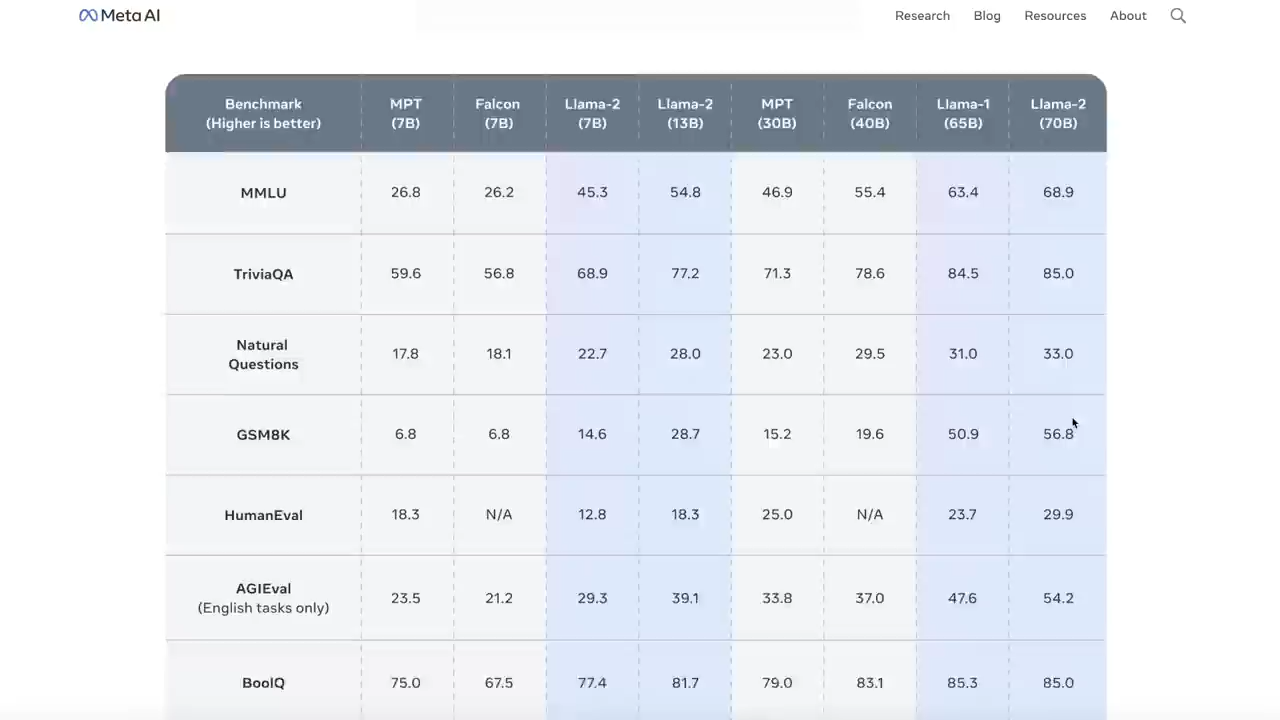 Meta AI
Research Blog Resources About
Benchmark MPT Falcon Llama-2 Llama-2 MPT Falcon Llama-1 Llama-2
(Higher is better) (7B) (7B) (7B) (13B) (30B) (40B) (65B) (70B)
MMLU 26.8 26.2 45.3 54.8 46.9 55.4 63.4 68.9
TriviaQA 59.6 56.8 68.9 77.2 71.3 78.6 84.5 85.0
Natural
Questions 17.8 18.1 22.7 28.0 23.0 29.5 31.0 33.0
GSM8K 6.8 6.8 14.6 28.7 15.2 19.6 50.9 56.8
HumanEval 18.3 N/A 12.8 18.3 25.0 N/A 23.7 29.9
AGIEval
(English tasks only) 23.5 21.2 29.3 39.1 33.8 37.0 47.6 54.2
BoolQ 75.0 67.5 77.4 81.7 79.0 83.1 85.3 85.0